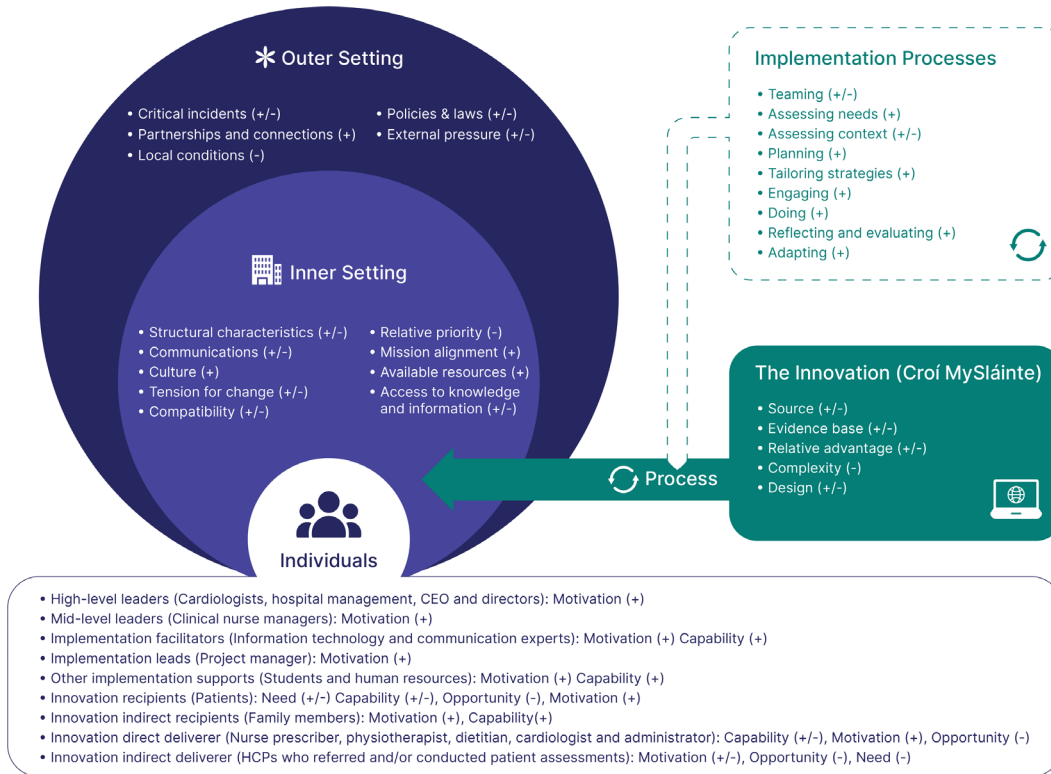 Outer Setting
• Critical incidents (+/-)
• Partnerships and connections (+)
• Local conditions (-)
• Policies & laws (+/-)
• External pressure (+/-)
Inner Setting
• Structural characteristics (+/-)
• Communications (+/-)
• Culture (+)
• Tension for change (+/-)
• Compatibility (+/-)
• Relative priority (-)
• Mission alignment (+)
• Available resources (+)
• Access to knowledge
and information (+/-)
Implementation Processes
• Teaming (+/-)
• Assessing needs (+)
• Assessing context (+/-)
• Planning (+)
• Tailoring strategies (+)
• Engaging (+)
• Doing (+)
• Reflecting and evaluating (+)
• Adapting (+)
The Innovation (Croí MySláinte)
• Source (+/-)
• Evidence base (+/-)
• Relative advantage (+/-)
• Complexity (-)
• Design (+/-)
Process
Individuals
• High-level leaders (Cardiologists, hospital management, CEO and directors): Motivation (+)
• Mid-level leaders (Clinical nurse managers): Motivation (+)
• Implementation facilitators (Information technology and communication experts): Motivation (+) Capability (+)
• Implementation leads (Project manager): Motivation (+)
• Other implementation supports (Students and human resources): Motivation (+) Capability (+)
• Innovation recipients (Patients): Need (+/-) Capability (+/-), Opportunity (-), Motivation (+)
• Innovation indirect recipients (Family members): Motivation (+), Capability(+)
• Innovation direct deliverer (Nurse prescriber, physiotherapist, dietitian, cardiologist and administrator): Capability (+/-), Motivation (+), Opportunity (-)
• Innovation indirect deliverer (HCPs who referred and/or conducted patient assessments): Motivation (+/-), Opportunity (-), Need (-)